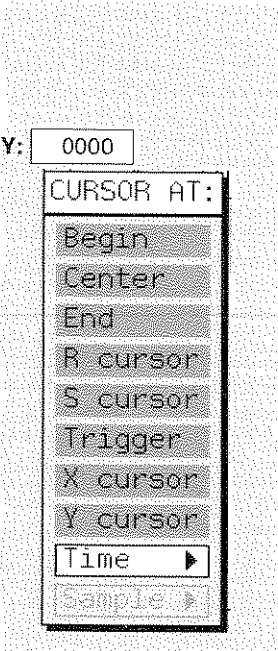 Y: 0000
CURSOR AT:
Begin
Center
End
R cursor
S cursor
Trigger
X cursor
Y cursor
Time
Sample